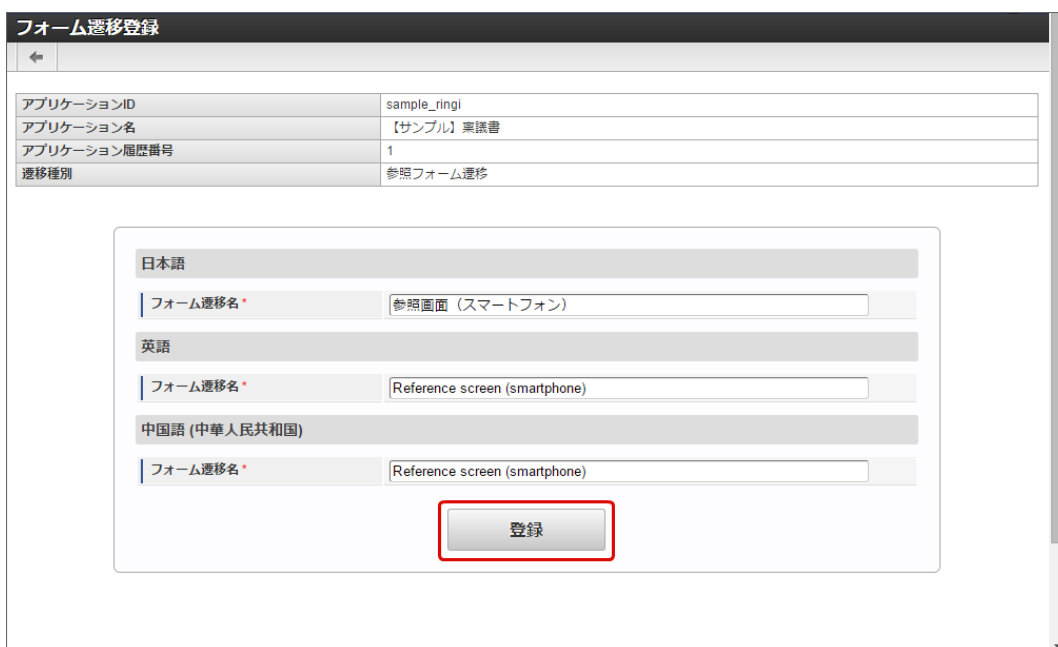 フォーム遷移登録
アプリケーションID sample_ringi
アプリケーション名 【サンプル】稟議書
アプリケーション履歴番号 1
遷移種別 参照フォーム遷移
日本語
フォーム遷移名* 参照画面（スマートフォン）
英語
フォーム遷移名* Reference screen (smartphone)
中国語 (中華人民共和国)
フォーム遷移名* Reference screen (smartphone)
登録